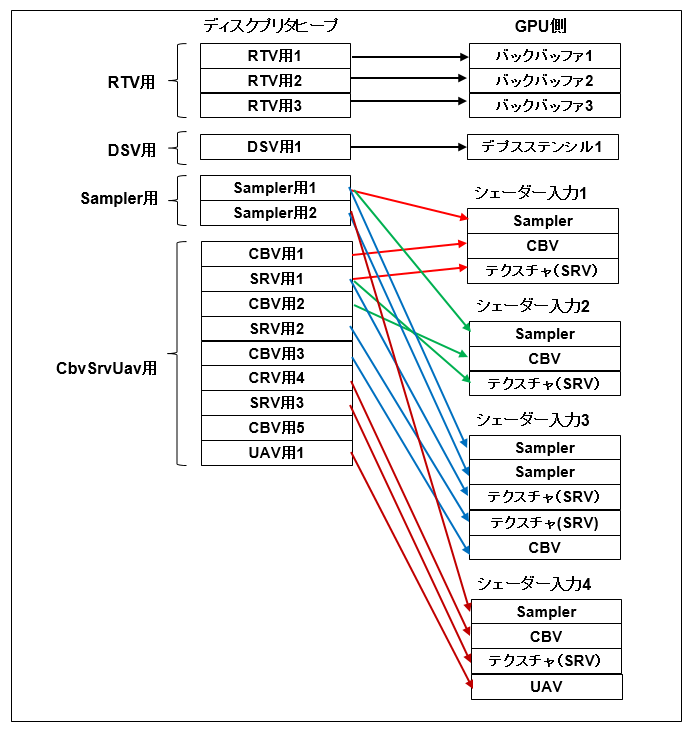 ディスクプリタヒープ
GPU側
RTV用
RTV用1
RTV用2
RTV用3
バックバッファ1
バックバッファ2
バックバッファ3
DSV用
DSV用1
デプスステンシル1
Sampler用
Sampler用1
Sampler用2
CbvSrvUav用
CBV用1
SRV用1
CBV用2
SRV用2
CBV用3
CRV用4
SRV用3
CBV用5
UAV用1
シェーダー入力1
Sampler
CBV
テクスチャ(SRV)
シェーダー入力2
Sampler
CBV
テクスチャ(SRV)
シェーダー入力3
Sampler
Sampler
テクスチャ(SRV)
テクスチャ(SRV)
CBV
シェーダー入力4
Sampler
CBV
テクスチャ(SRV)
UAV